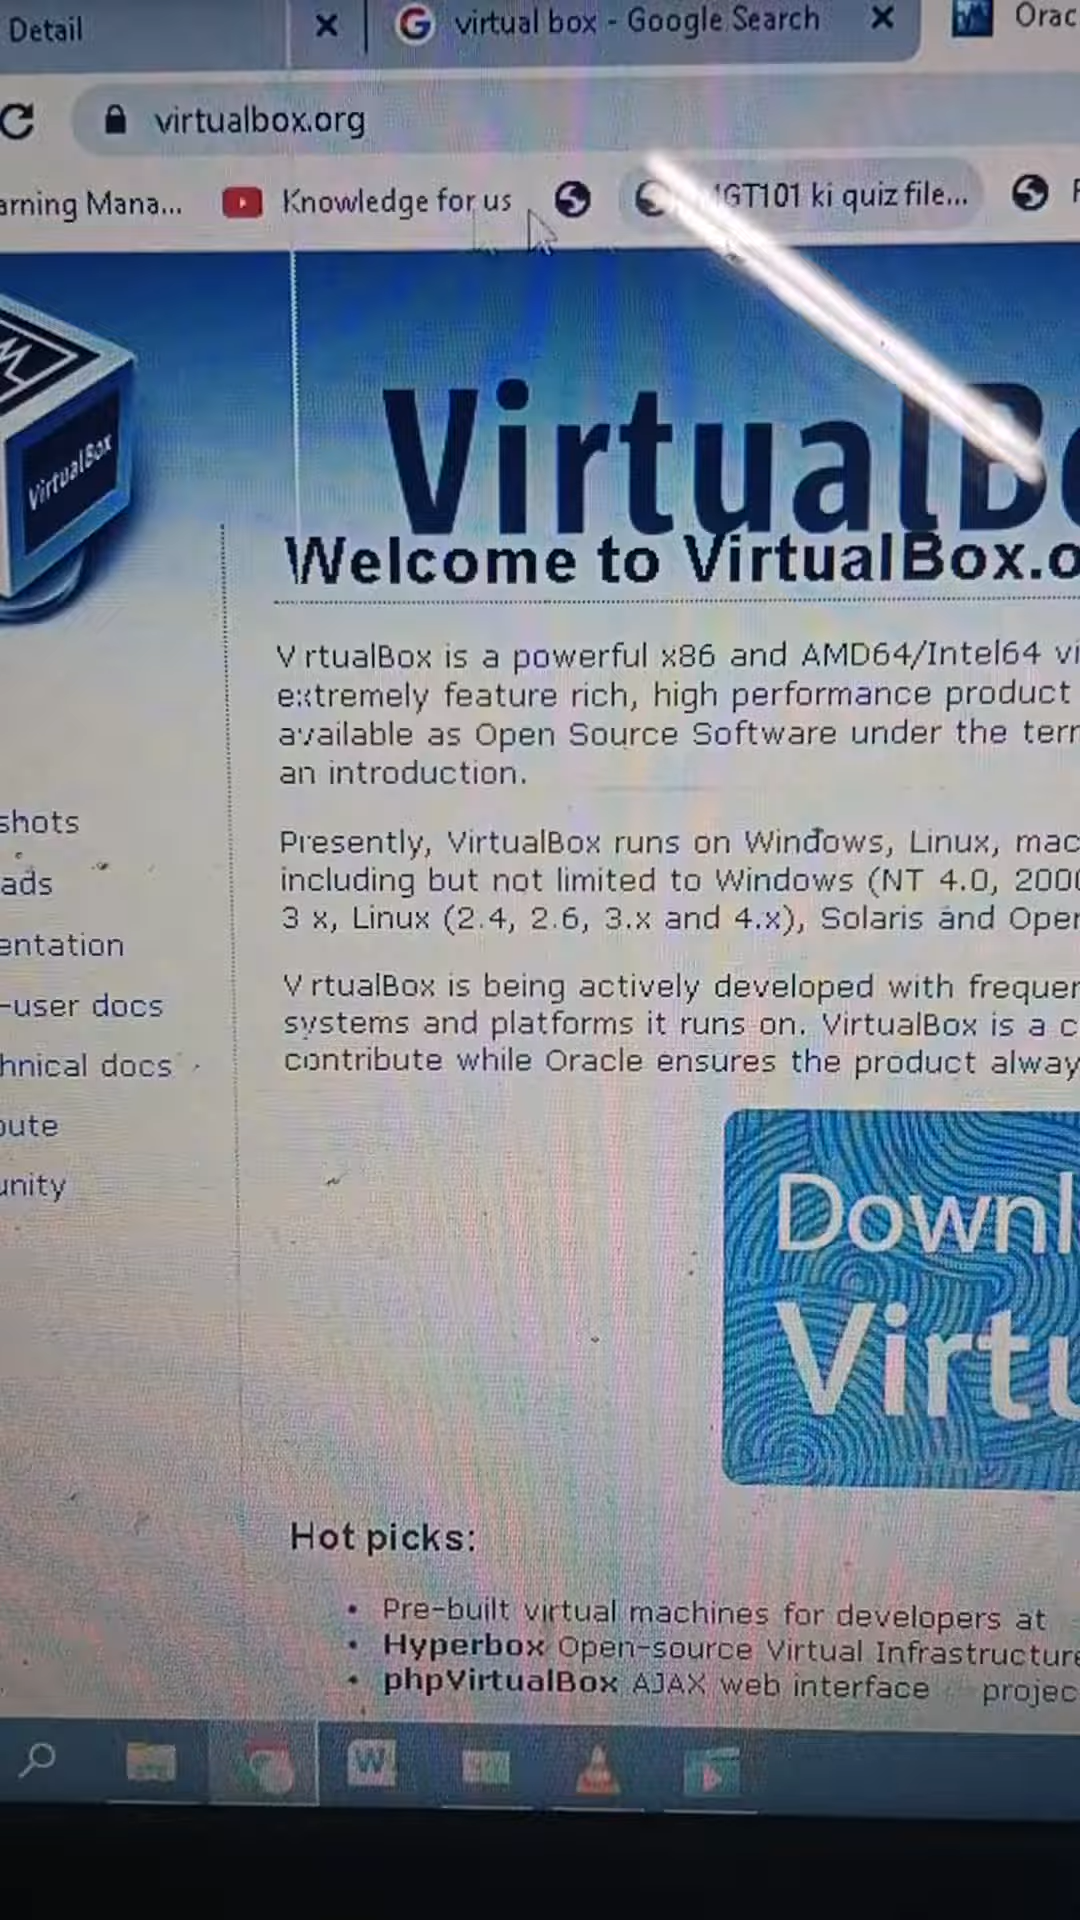 Detail
virtual box - Google Search
Orac
virtualbox.org
arning Mana...
Knowledge for us
GT101 ki quiz file...
VirtualBox
VirtualB
Welcome to VirtualBox.o
VirtualBox is a powerful x86 and AMD64/Intel64 vi
extremely feature rich, high performance product
available as Open Source Software under the terr
an introduction.
shots
ads
entation
-user docs
hnical docs
oute
unity
Presently, VirtualBox runs on Windows, Linux, mac
including but not limited to Windows (NT 4.0, 2000
3 x, Linux (2.4, 2.6, 3.x and 4.x), Solaris and Open
VirtualBox is being actively developed with frequen
systems and platforms it runs on. VirtualBox is a c
contribute while Oracle ensures the product alway
Downl
Virtu
Hot picks:
• Pre-built virtual machines for developers at
• Hyperbox Open-source Virtual Infrastructure
• phpVirtualBox AJAX web interface projec
W